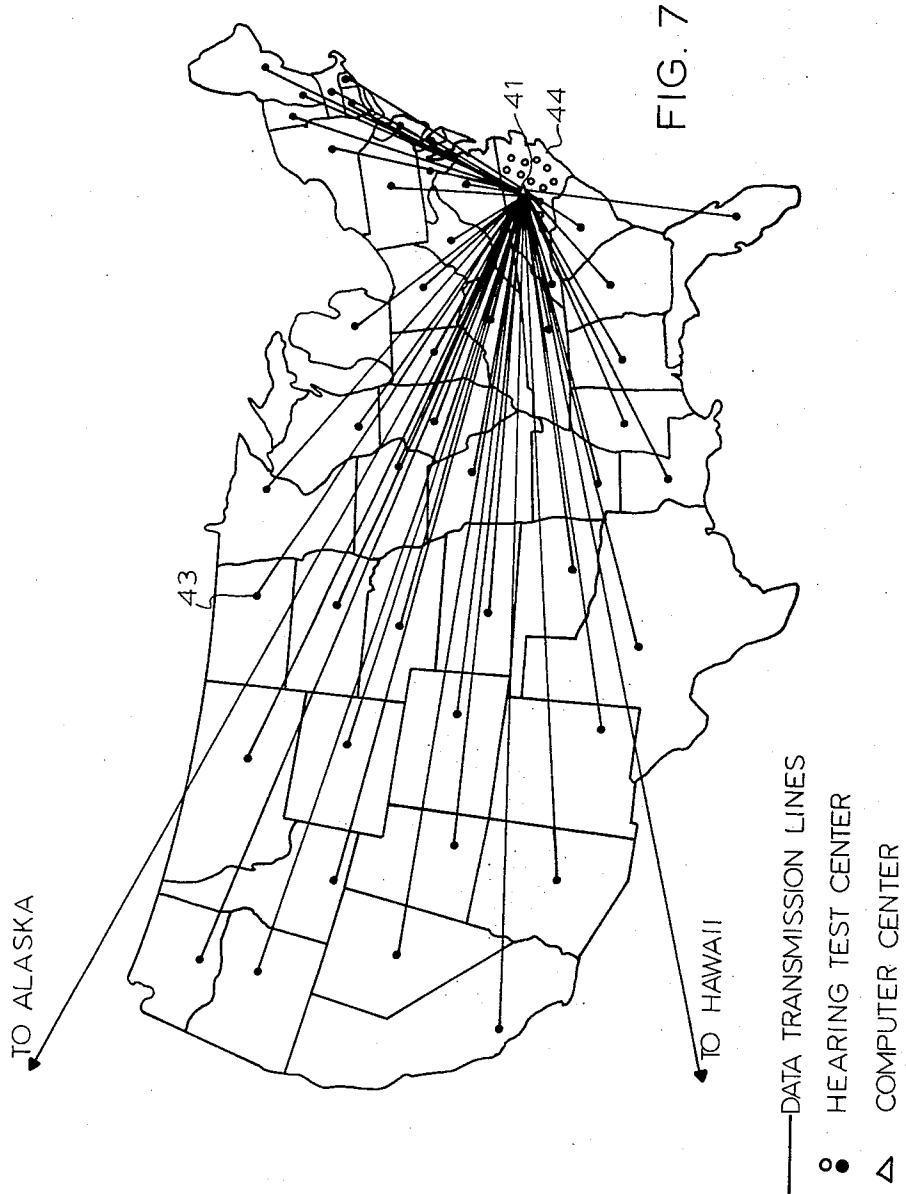 TO ALASKA
43
41
44
FIG. 7
TO HAWAII
DATA TRANSMISSION LINES
HEARING TEST CENTER
COMPUTER CENTER